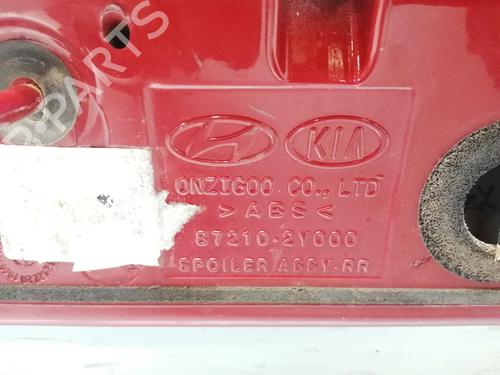 KIA
ONZIGOO CO., LTD
>ABS<
87210-2Y000
SPOILER ASSY-RR